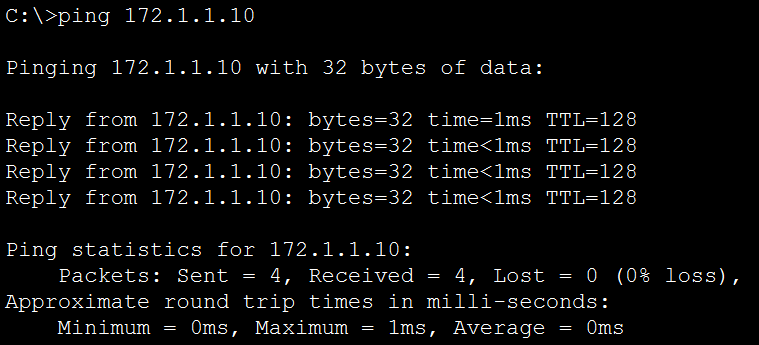 C:\>ping 172.1.1.10
Pinging 172.1.1.10 with 32 bytes of data:
Reply from 172.1.1.10: bytes=32 time=1ms TTL=128
Reply from 172.1.1.10: bytes=32 time<1ms TTL=128
Reply from 172.1.1.10: bytes=32 time<1ms TTL=128
Reply from 172.1.1.10: bytes=32 time<1ms TTL=128
Ping statistics for 172.1.1.10:
    Packets: Sent = 4, Received = 4, Lost = 0 (0% loss),
Approximate round trip times in milli-seconds:
    Minimum = 0ms, Maximum = 1ms, Average = 0ms